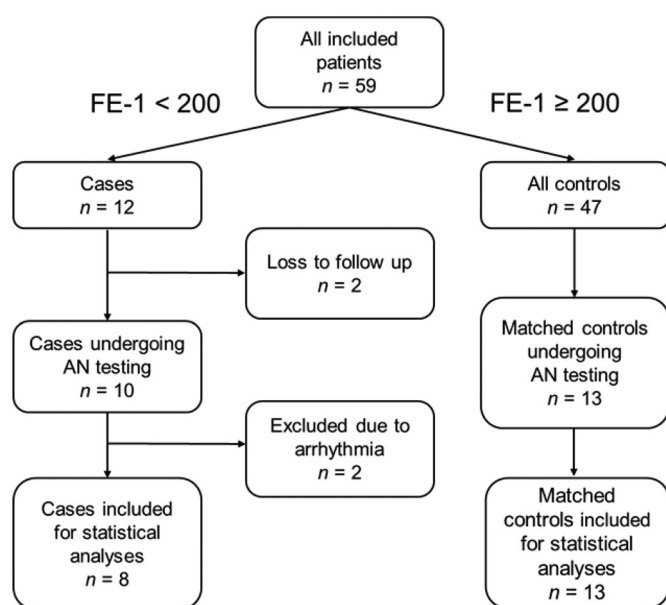 All included
patients
n = 59
FE-1 < 200
FE-1 ≥ 200
Cases
n = 12
All controls
n = 47
Loss to follow up
n = 2
Cases undergoing
AN testing
n = 10
Matched controls
undergoing
AN testing
n = 13
Excluded due to
arrhythmia
n = 2
Cases included
for statistical
analyses
n = 8
Matched
controls included
for statistical
analyses
n = 13